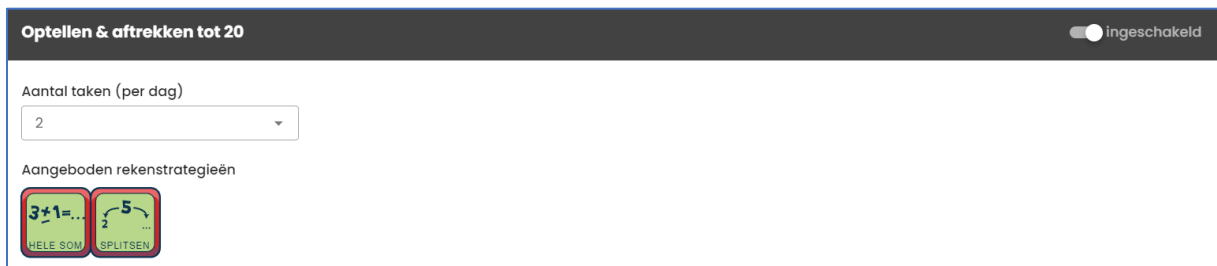 Optellen & aftrekken tot 20
ingeschakeld
Aantal taken (per dag)
2
Aangeboden rekenstrategieën
3±1=...
HELE SOM
5
2 ...
SPLITSEN